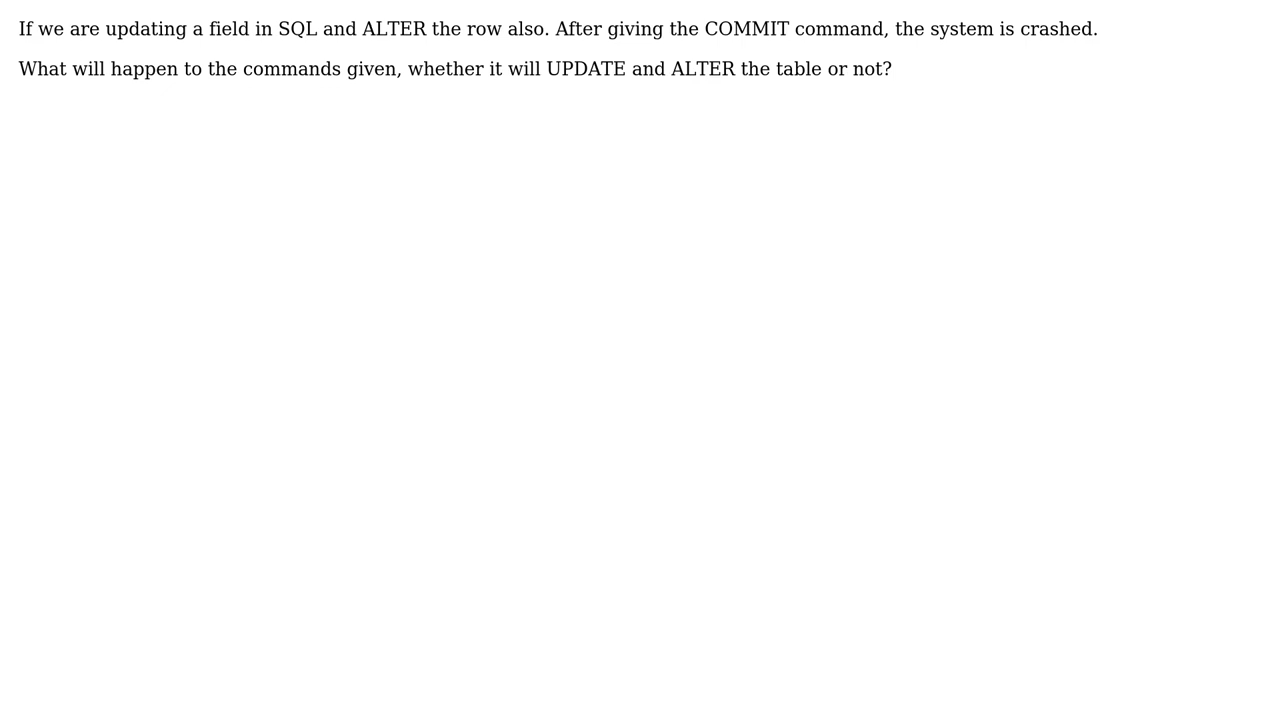 If we are updating a field in SQL and ALTER the row also. After giving the COMMIT command, the system is crashed.
What will happen to the commands given, whether it will UPDATE and ALTER the table or not?